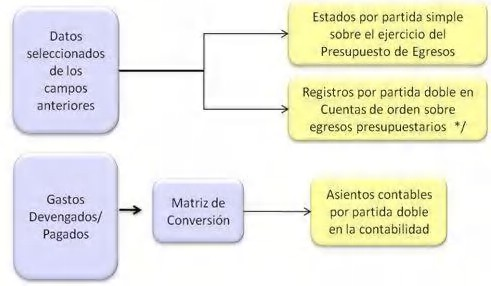 Datos
seleccionados
de los
campos
anteriores
Estados por partida simple
sobre el ejercicio del
Presupuesto de Egresos
Registros por partida doble en
Cuentas de orden sobre
egresos presupuestarios */
Gastos
Devengados/
Pagados
Matriz de
Conversión
Asientos contables
por partida doble
en la contabilidad